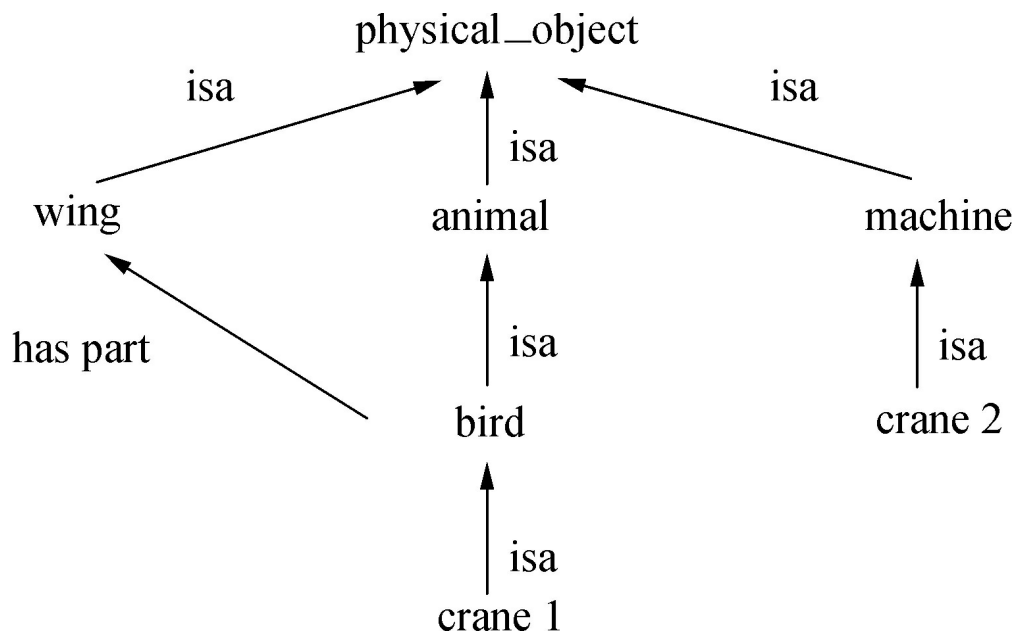 physical_object
isa
isa
isa
wing
animal
machine
has part
isa
isa
bird
crane 2
isa
crane 1